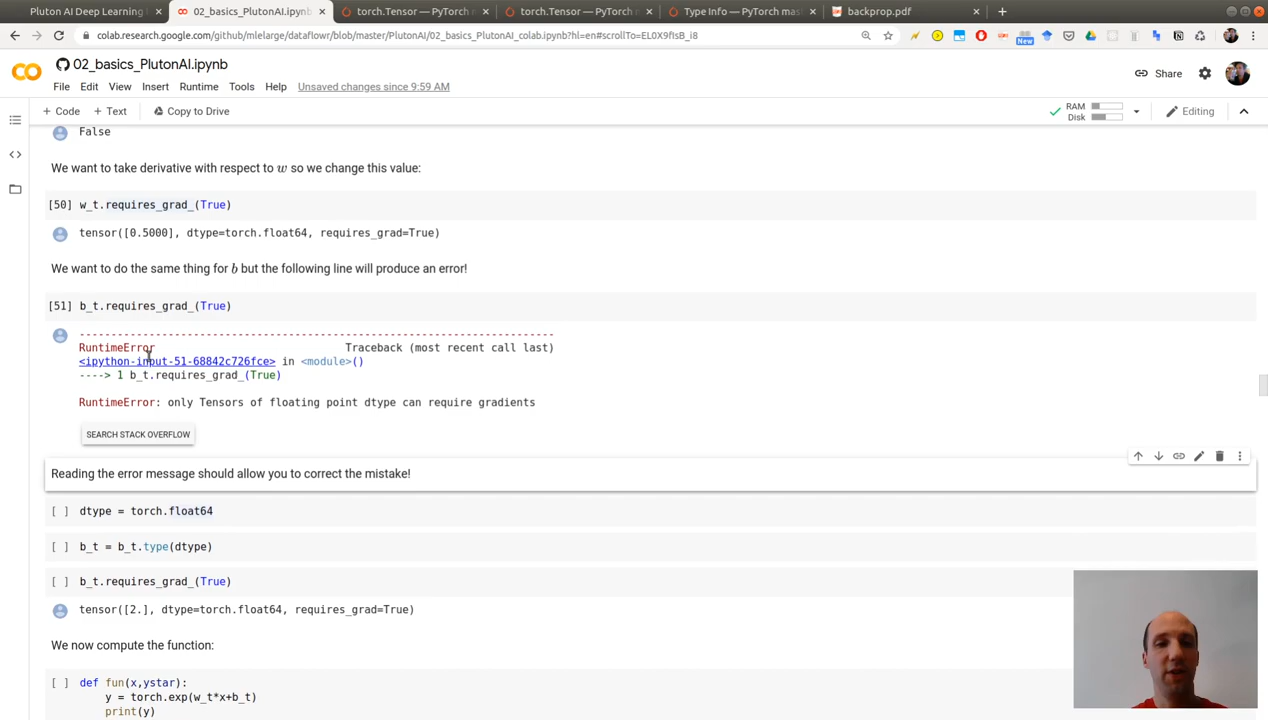 Pluton AI Deep Learning
02_basics_PlutonAI.ipynb
torch.Tensor — PyTorch
torch.Tensor — PyTorch
Type Info — PyTorch mas
backprop.pdf
colab.research.google.com/github/mlelarge/dataflowr/blob/master/PlutonAI/02_basics_PlutonAI_colab.ipynb?hl=en#scrollTo=EL0X9fIsB_i8
New
02_basics_PlutonAI.ipynb
Share
File Edit View Insert Runtime Tools Help Unsaved changes since 9:59 AM
+ Code + Text Copy to Drive
RAM
Disk
Editing
False
We want to take derivative with respect to w so we change this value:
[50] w_t.requires_grad_(True)
tensor([0.5000], dtype=torch.float64, requires_grad=True)
We want to do the same thing for b but the following line will produce an error!
[51] b_t.requires_grad_(True)
---------------------------------------------------------------------------
RuntimeError Traceback (most recent call last)
<ipython-input-51-68842c726fce> in <module>()
----> 1 b_t.requires_grad_(True)
RuntimeError: only Tensors of floating point dtype can require gradients
SEARCH STACK OVERFLOW
Reading the error message should allow you to correct the mistake!
[ ] dtype = torch.float64
[ ] b_t = b_t.type(dtype)
[ ] b_t.requires_grad_(True)
tensor([2.], dtype=torch.float64, requires_grad=True)
We now compute the function:
[ ] def fun(x,ystar):
y = torch.exp(w_t*x+b_t)
print(y)